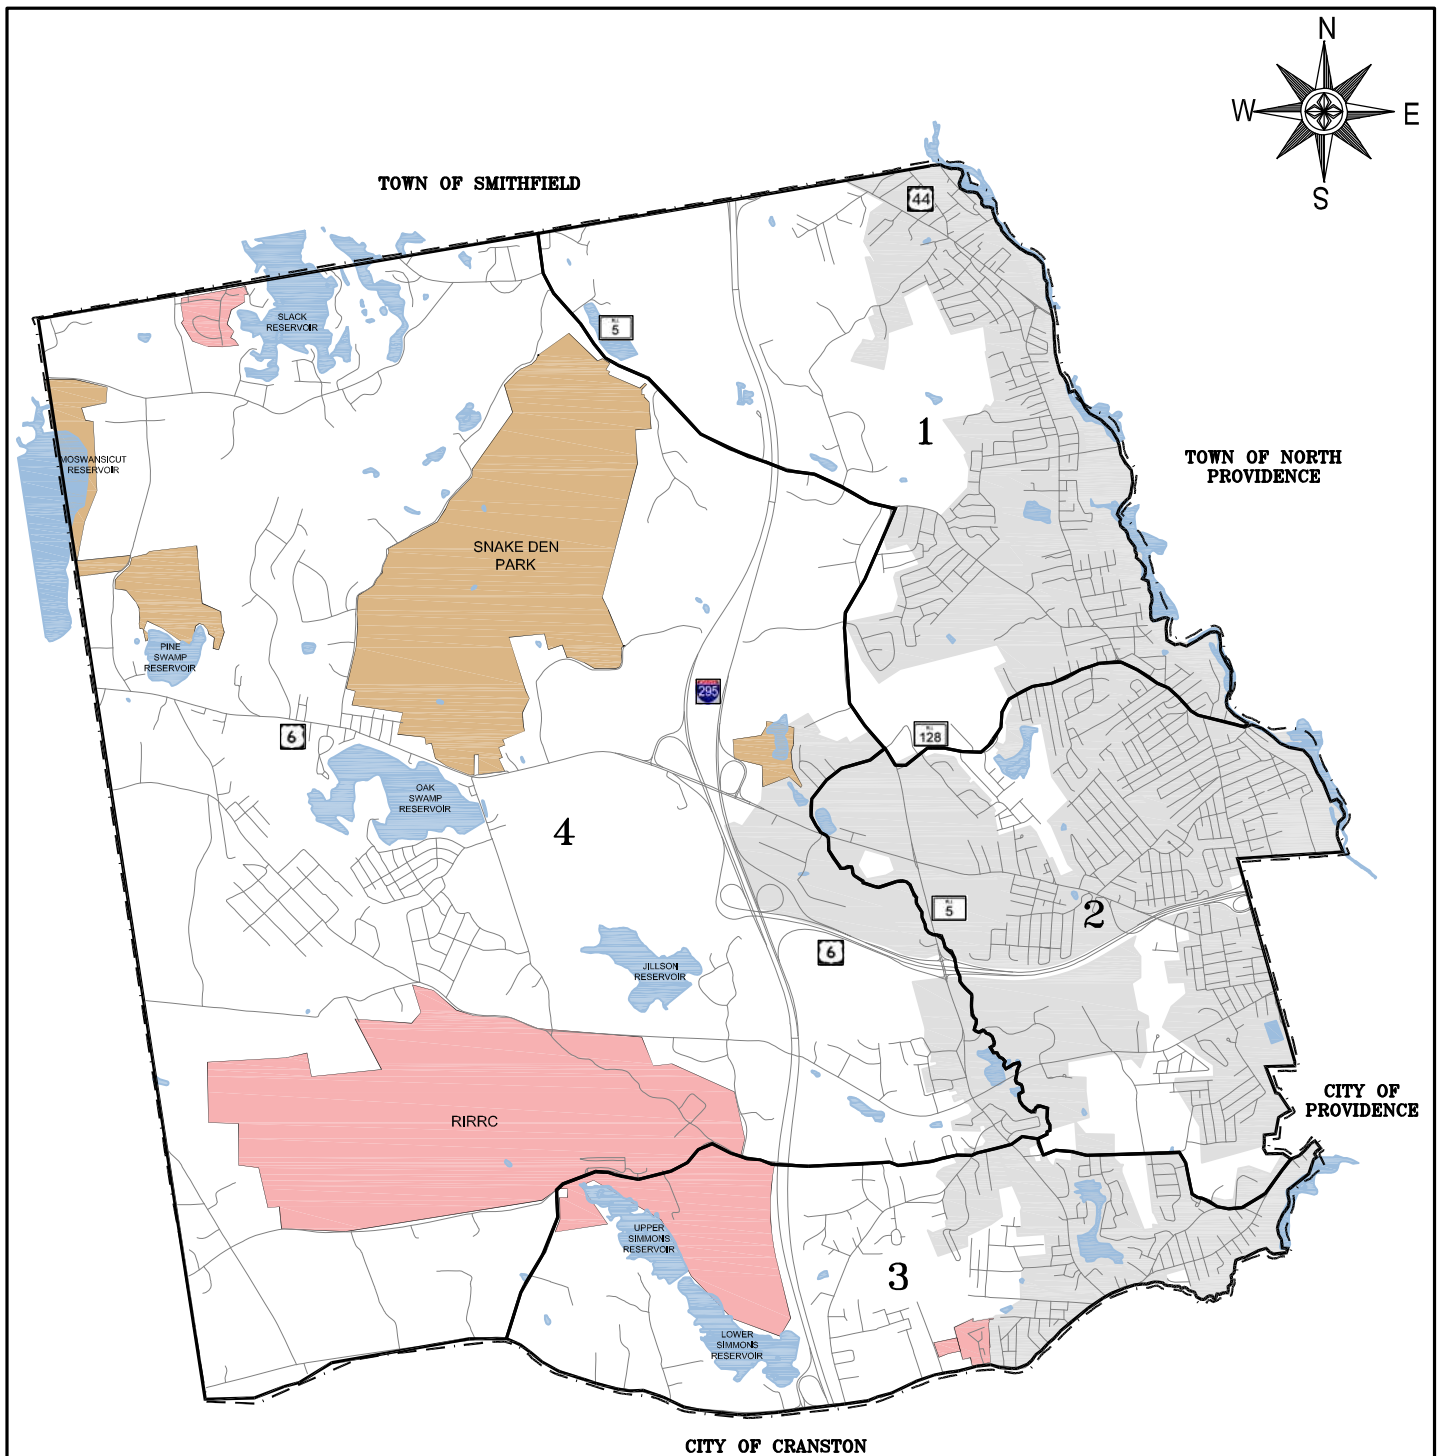 N
W
E
S
TOWN OF SMITHFIELD
44
SLACK
RESERVOIR
R.I.
5
1
MOSWANSICUT
RESERVOIR
TOWN OF NORTH
PROVIDENCE
SNAKE DEN
PARK
PINE
SWAMP
RESERVOIR
295
6
R.I.
128
OAK
SWAMP
RESERVOIR
4
R.I.
5
2
6
JILLSON
RESERVOIR
CITY OF
PROVIDENCE
RIRRC
UPPER
SIMMONS
RESERVOIR
3
LOWER
SIMMONS
RESERVOIR
CITY OF CRANSTON